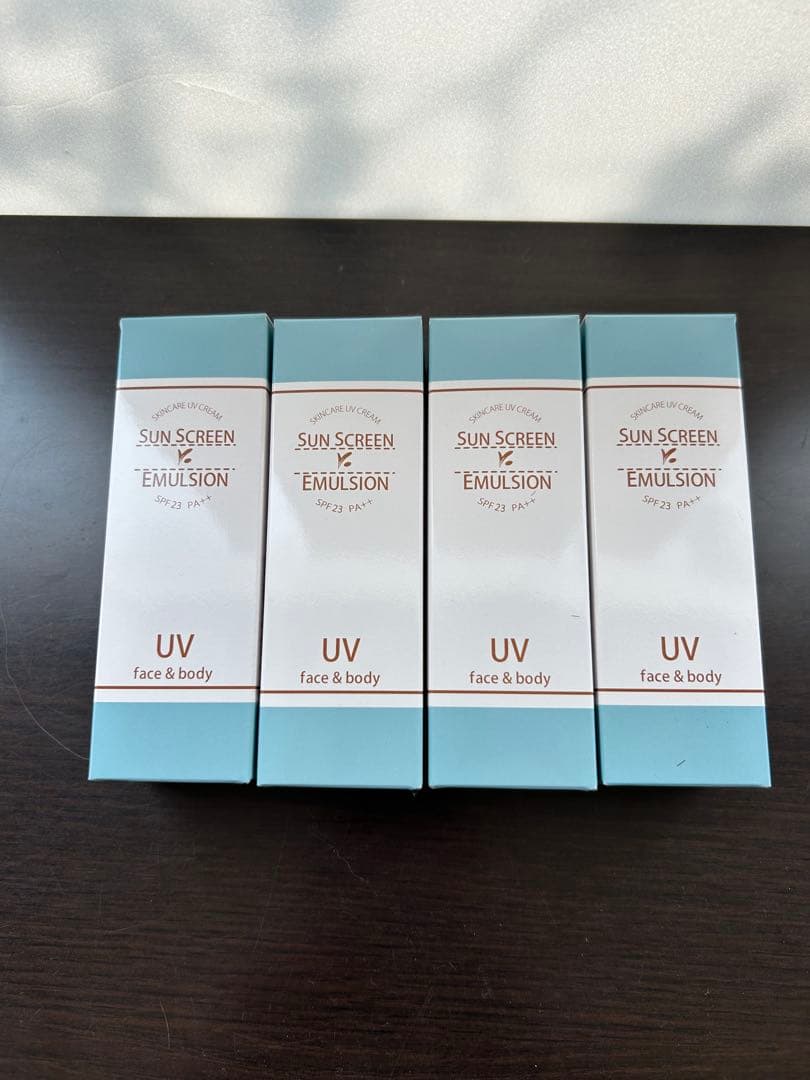 SKINCARE UV CREAM
SUN SCREEN
EMULSION
SPF23 PA++
UV
face & body
SKINCARE UV CREAM
SUN SCREEN
EMULSION
SPF23 PA++
UV
face & body
SKINCARE UV CREAM
SUN SCREEN
EMULSION
SPF23 PA++
UV
face & body
SKINCARE UV CREAM
SUN SCREEN
EMULSION
SPF23 PA++
UV
face & body